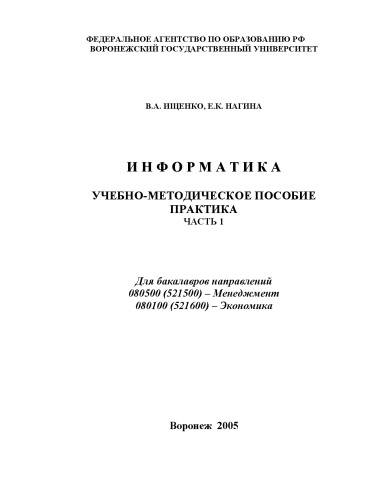 ФЕДЕРАЛЬНОЕ АГЕНТСТВО ПО ОБРАЗОВАНИЮ РФ
ВОРОНЕЖСКИЙ ГОСУДАРСТВЕННЫЙ УНИВЕРСИТЕТ
В.А. ИЩЕНКО, Е.К. НАГИНА
И Н Ф О Р М А Т И К А
УЧЕБНО-МЕТОДИЧЕСКОЕ ПОСОБИЕ
ПРАКТИКА
ЧАСТЬ 1
Для бакалавров направлений
080500 (521500) – Менеджмент
080100 (521600) – Экономика
Воронеж 2005